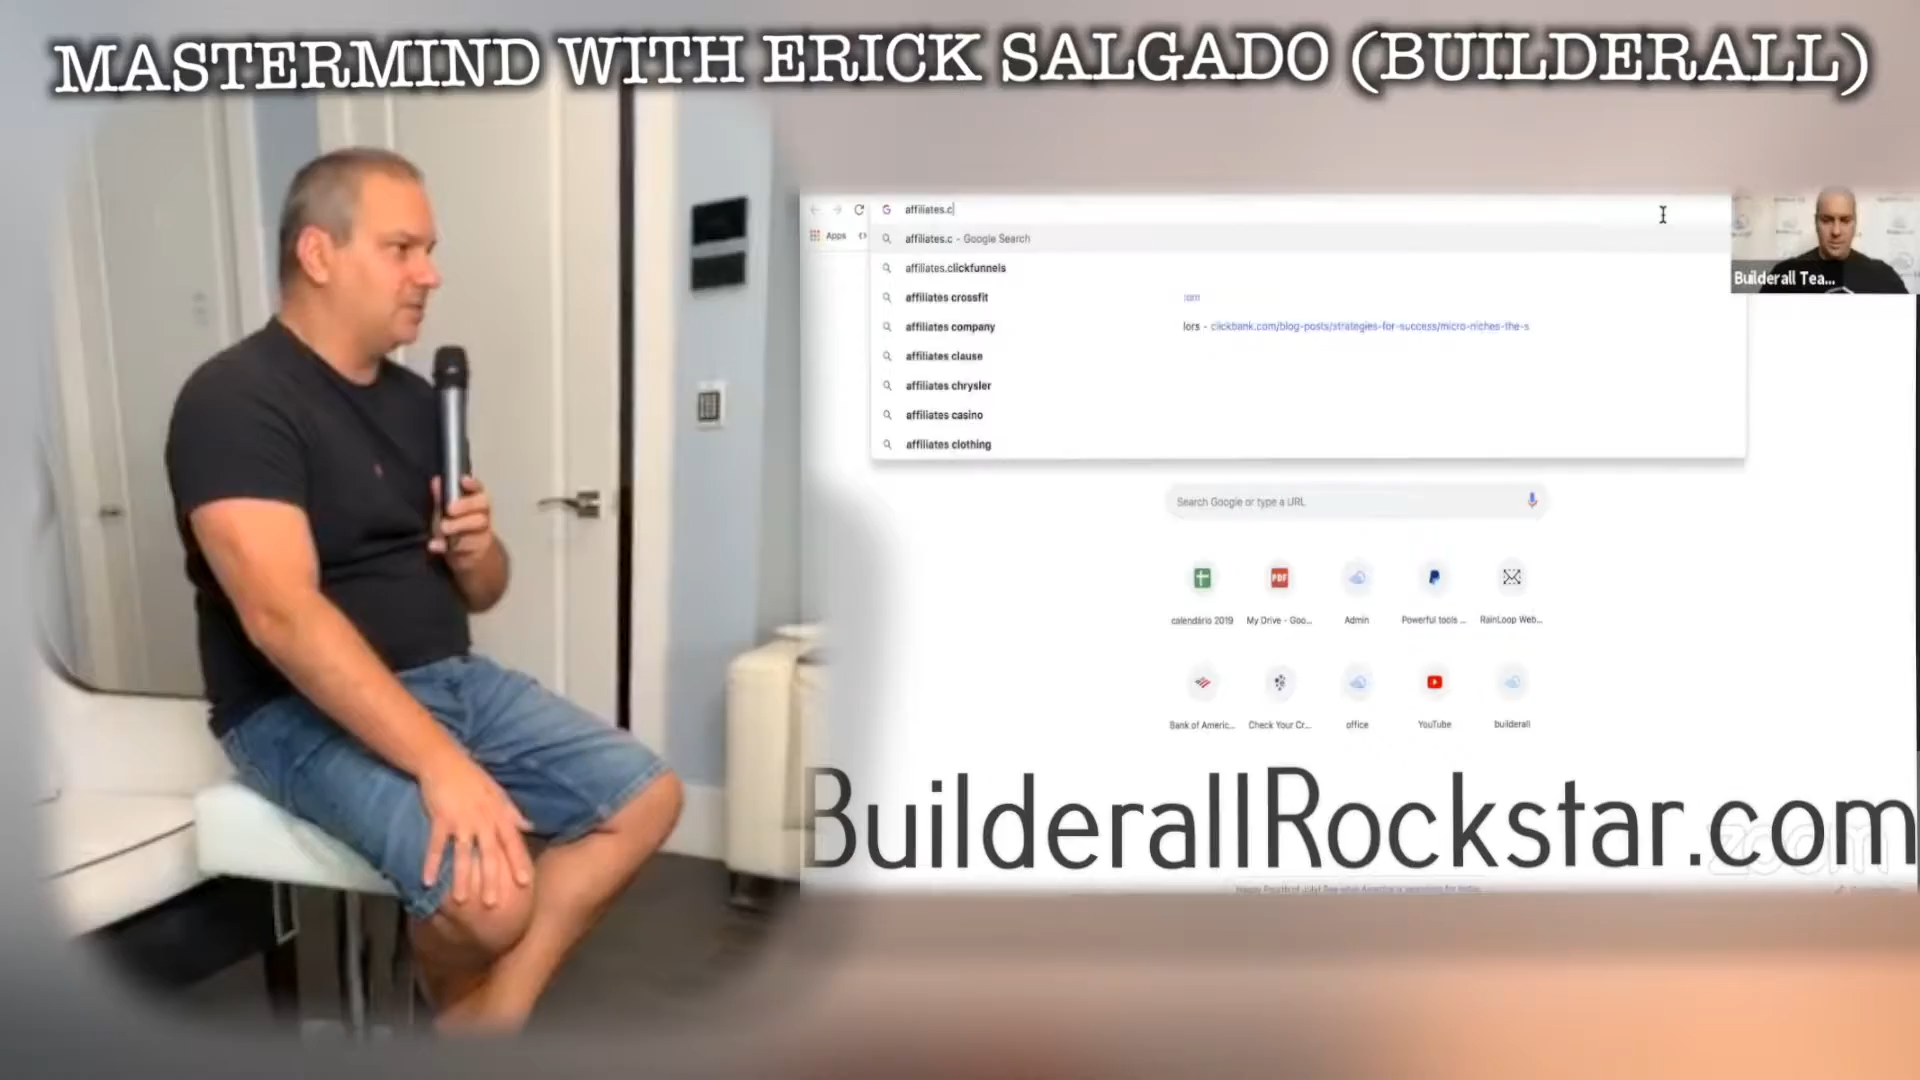 MASTERMIND WITH ERICK SALGADO (BUILDERALL)
affiliates.c
Apps
affiliates.c - Google Search
affiliates.clickfunnels
affiliates crossfit
affiliates company
lors - clickbank.com/blog-posts/strategies-for-success/micro-niches-the-s
affiliates clause
affiliates chrysler
affiliates casino
affiliates clothing
Builderall Tea...
Search Google or type a URL
PDF
calendário 2019 My Drive - Goo... Admin Powerful tools ... RainLoop Web...
Bank of Americ... Check Your Cr... office YouTube builderall
BuilderallRockstar.com
zoom